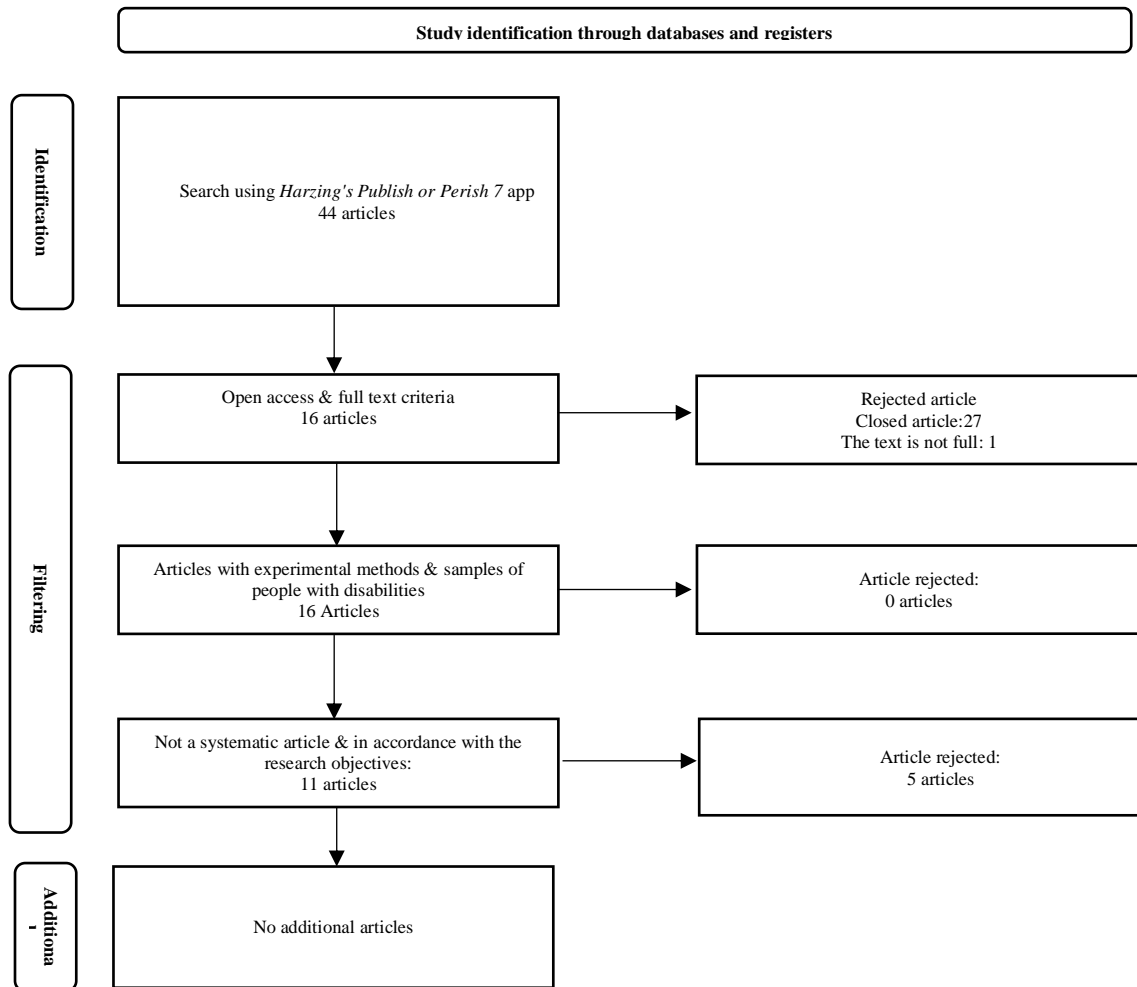 Study identification through databases and registers
Identification
Search using Harzing's Publish or Perish 7 app
44 articles
Filtering
Open access & full text criteria
16 articles
Rejected article
Closed article:27
The text is not full: 1
Articles with experimental methods & samples of
people with disabilities
16 Articles
Article rejected:
0 articles
Not a systematic article & in accordance with the
research objectives:
11 articles
Article rejected:
5 articles
Additiona
l
No additional articles